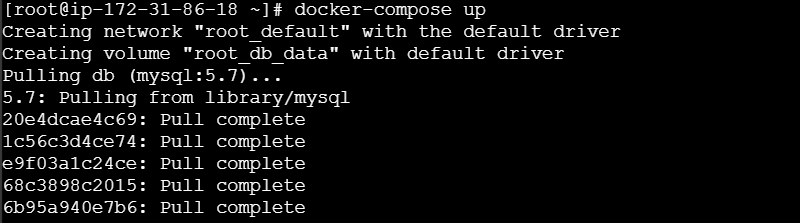 [root@ip-172-31-86-18 ~]# docker-compose up
Creating network "root_default" with the default driver
Creating volume "root_db_data" with default driver
Pulling db (mysql:5.7)...
5.7: Pulling from library/mysql
20e4dcae4c69: Pull complete
1c56c3d4ce74: Pull complete
e9f03a1c24ce: Pull complete
68c3898c2015: Pull complete
6b95a940e7b6: Pull complete